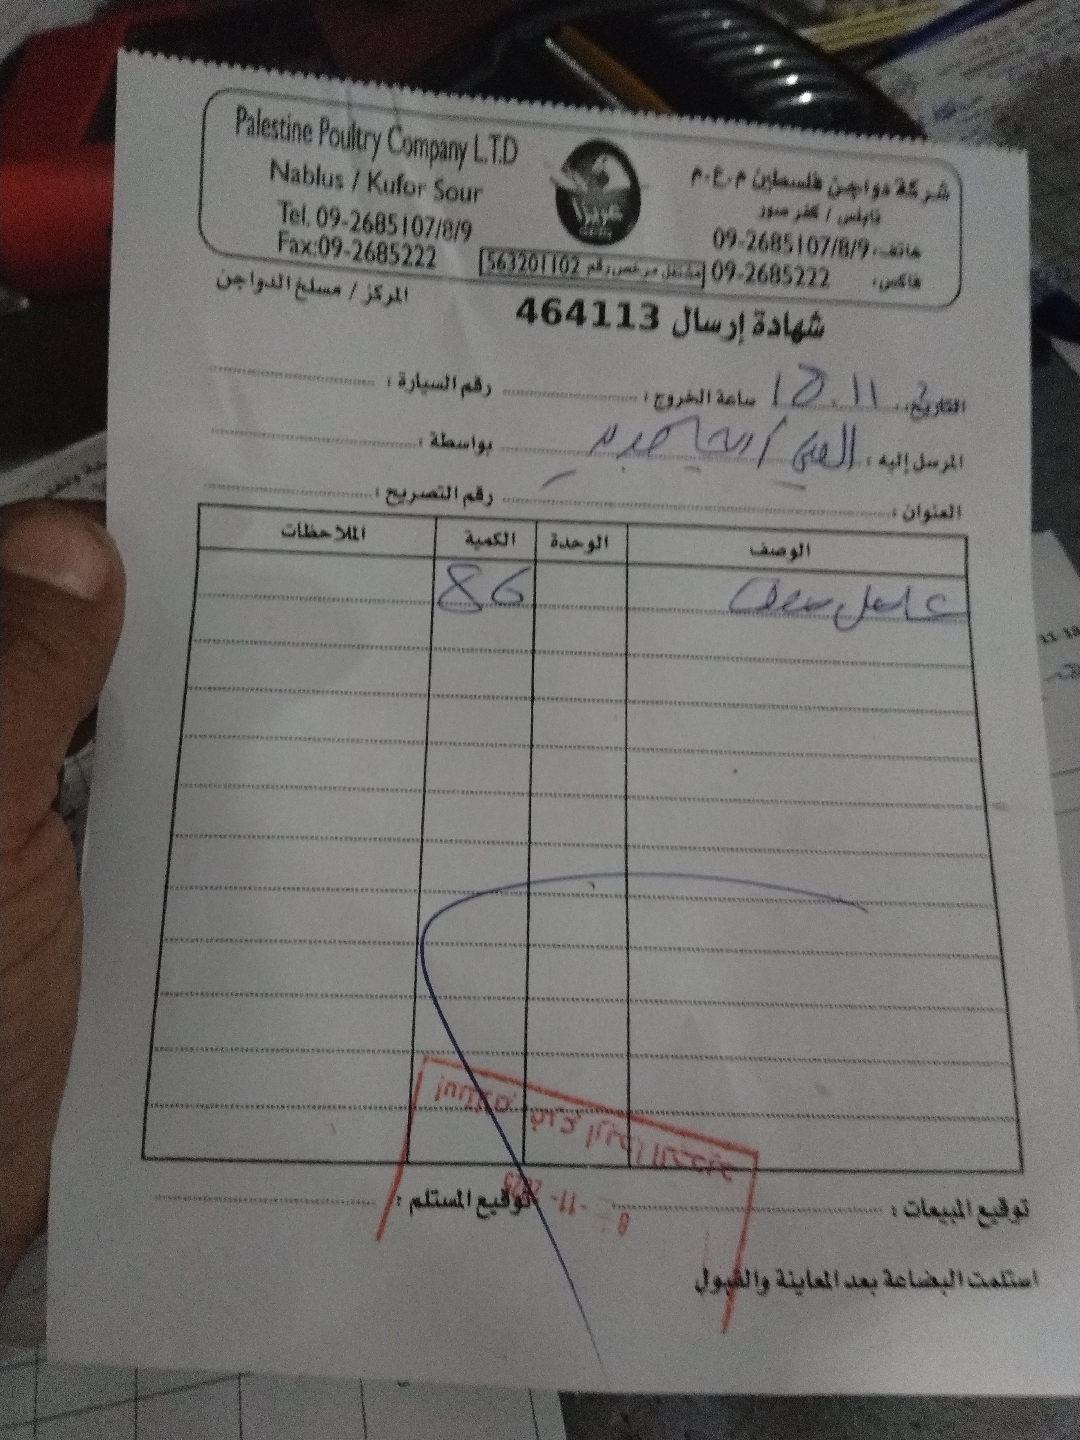 Palestine Poultry Company L.T.D
Nablus / Kufor Sour
Tel. 09-2685107/8/9
Fax:09-2685222
شركة دواجن فلسطين م.ع.م
نابلس / كفر صور
هاتف: 09-2685107/8/9
فاكس: 09-2685222
مشتغل مرخص رقم 563201102
المركز / مسلخ الدواجن
شهادة إرسال 464113
التاريخ: ساعة الخروج: رقم السيارة :
المرسل إليه : بواسطة :
العنوان : رقم التصريح :
الوصف الوحدة الكمية الملاحظات
86
توقيع المبيعات : توقيع المستلم :
استلمت البضاعة بعد المعاينة والقبول